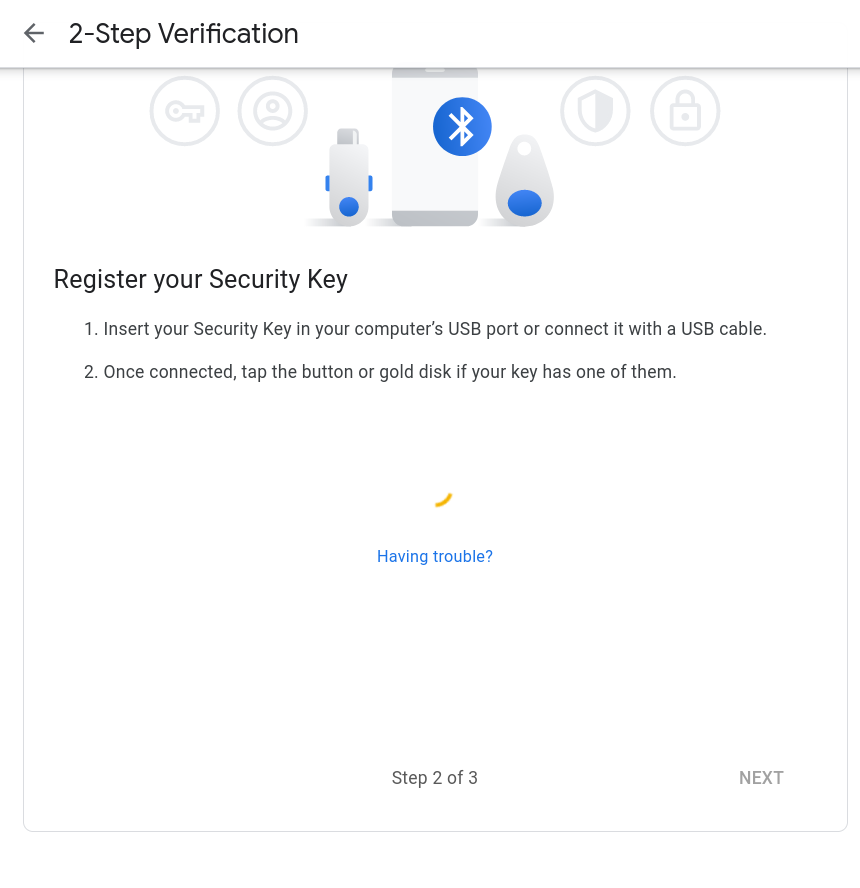 2-Step Verification
Register your Security Key
1. Insert your Security Key in your computer’s USB port or connect it with a USB cable.
2. Once connected, tap the button or gold disk if your key has one of them.
Having trouble?
Step 2 of 3
NEXT